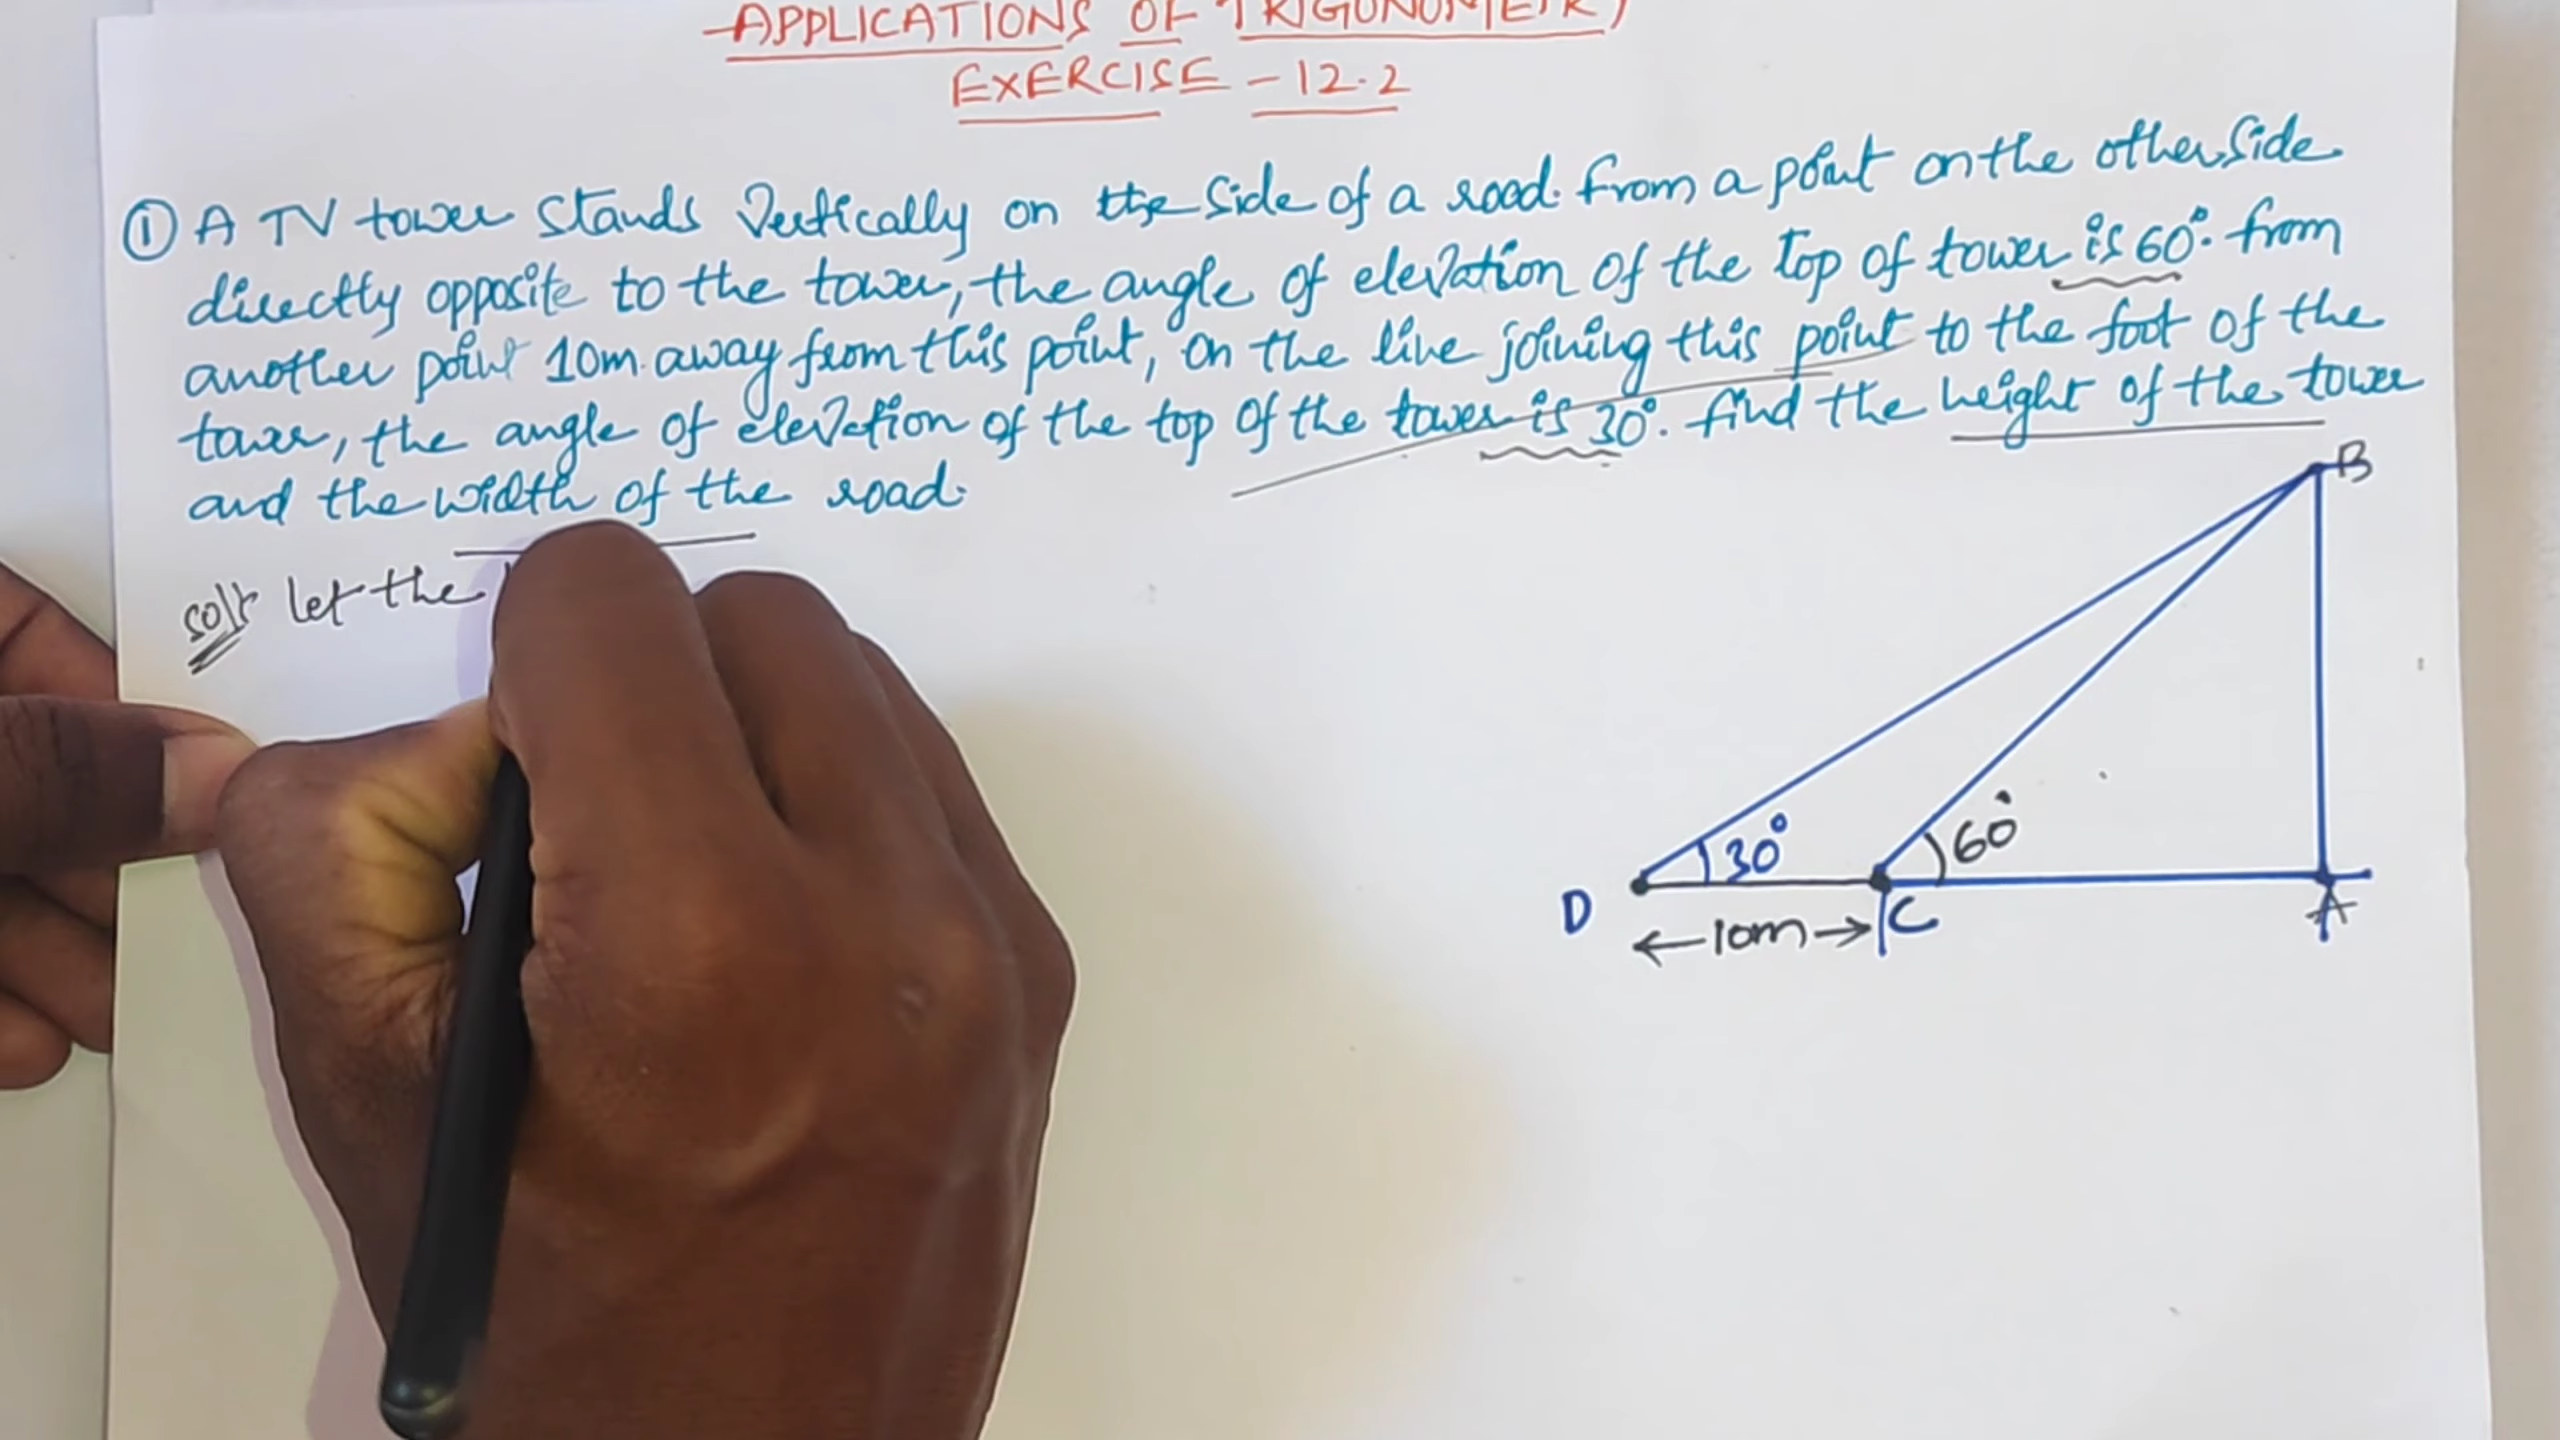 APPLICATIONS OF TRIGONOMETRY
EXERCISE - 12.2
① A TV tower stands Vertically on the side of a road. from a point on the other side
directly opposite to the tower, the angle of elevation of the top of tower is 60°. from
another point 10m away from this point, on the line joining this point to the foot of the
tower, the angle of elevation of the top of the tower is 30°. find the height of the tower
and the width of the road.
B
Let the
30°
60°
D
C
A
10m